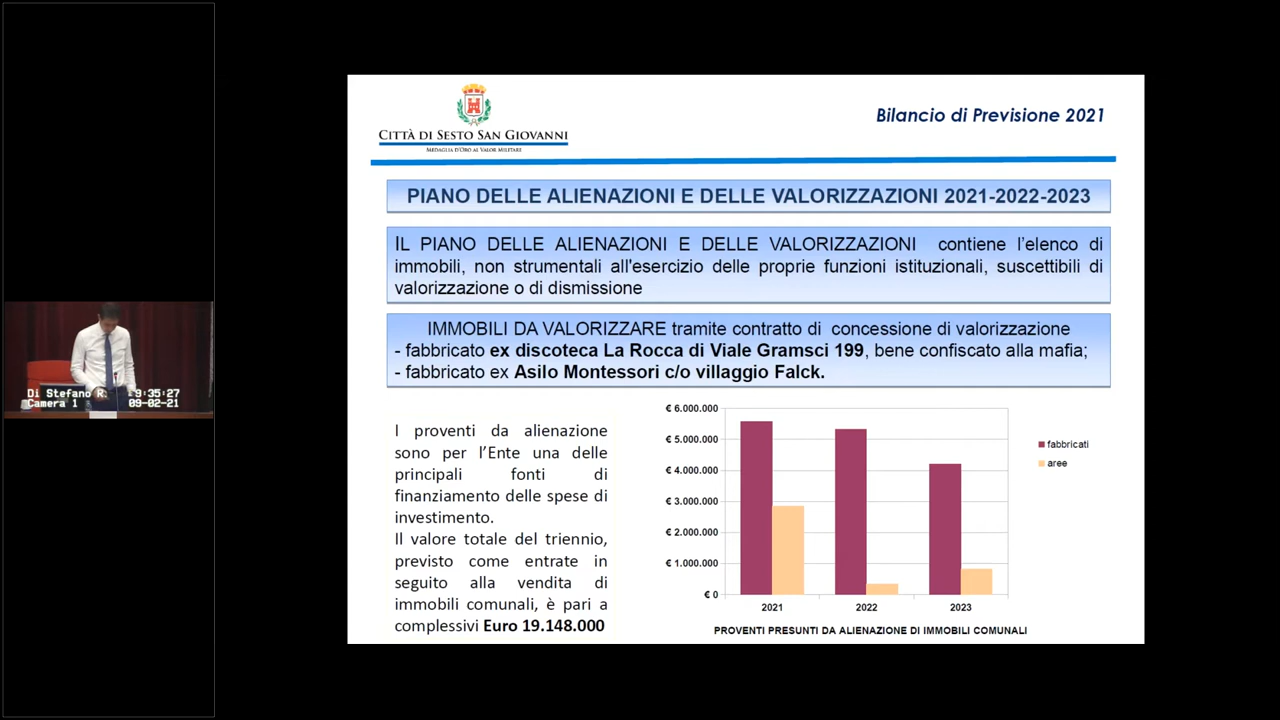 CITTÀ DI SESTO SAN GIOVANNI
MEDAGLIA D'ORO AL VALOR MILITARE
Bilancio di Previsione 2021
PIANO DELLE ALIENAZIONI E DELLE VALORIZZAZIONI 2021-2022-2023
IL PIANO DELLE ALIENAZIONI E DELLE VALORIZZAZIONI contiene l'elenco di
immobili, non strumentali all'esercizio delle proprie funzioni istituzionali, suscettibili di
valorizzazione o di dismissione
IMMOBILI DA VALORIZZARE tramite contratto di concessione di valorizzazione
- fabbricato ex discoteca La Rocca di Viale Gramsci 199, bene confiscato alla mafia;
- fabbricato ex Asilo Montessori c/o villaggio Falck.
I proventi da alienazione
sono per l'Ente una delle
principali fonti di
finanziamento delle spese di
investimento.
Il valore totale del triennio,
previsto come entrate in
seguito alla vendita di
immobili comunali, è pari a
complessivi Euro 19.148.000
€ 6.000.000
€ 5.000.000
€ 4.000.000
€ 3.000.000
€ 2.000.000
€ 1.000.000
€ 0
2021
2022
2023
fabbricati
aree
PROVENTI PRESUNTI DA ALIENAZIONE DI IMMOBILI COMUNALI
Di Stefano R.
Camera 1
9:35:27
09-02-21